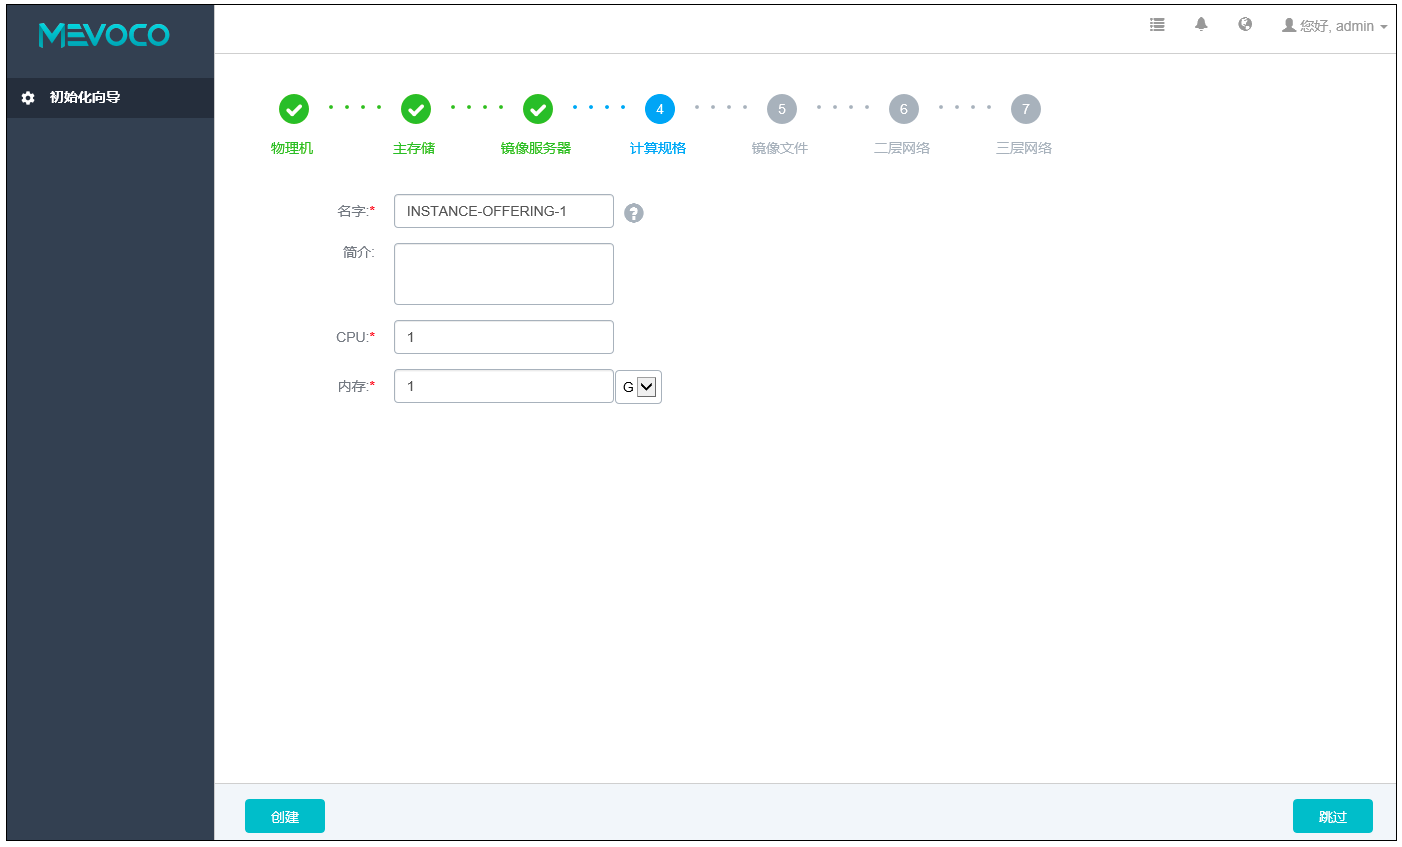 MEVOCO
您好, admin
初始化向导
4 5 6 7
物理机 主存储 镜像服务器 计算规格 镜像文件 二层网络 三层网络
名字:* INSTANCE-OFFERING-1 ?
简介:
CPU:* 1
内存:* 1 G
创建 跳过